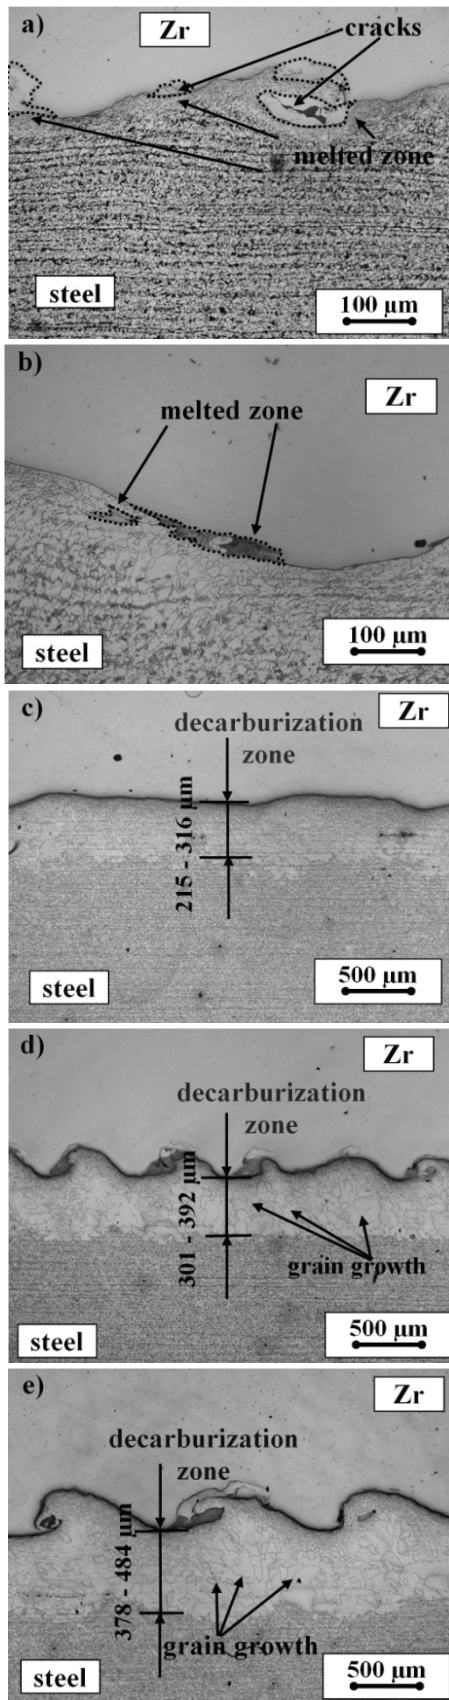 a)
Zr
cracks
melted zone
steel
100 μm
b)
Zr
melted zone
steel
100 μm
c)
Zr
decarburization
zone
215 - 316 μm
steel
500 μm
d)
Zr
decarburization
zone
301 - 392 μm
grain growth
steel
500 μm
e)
Zr
decarburization
zone
378 - 484 μm
grain growth
steel
500 μm